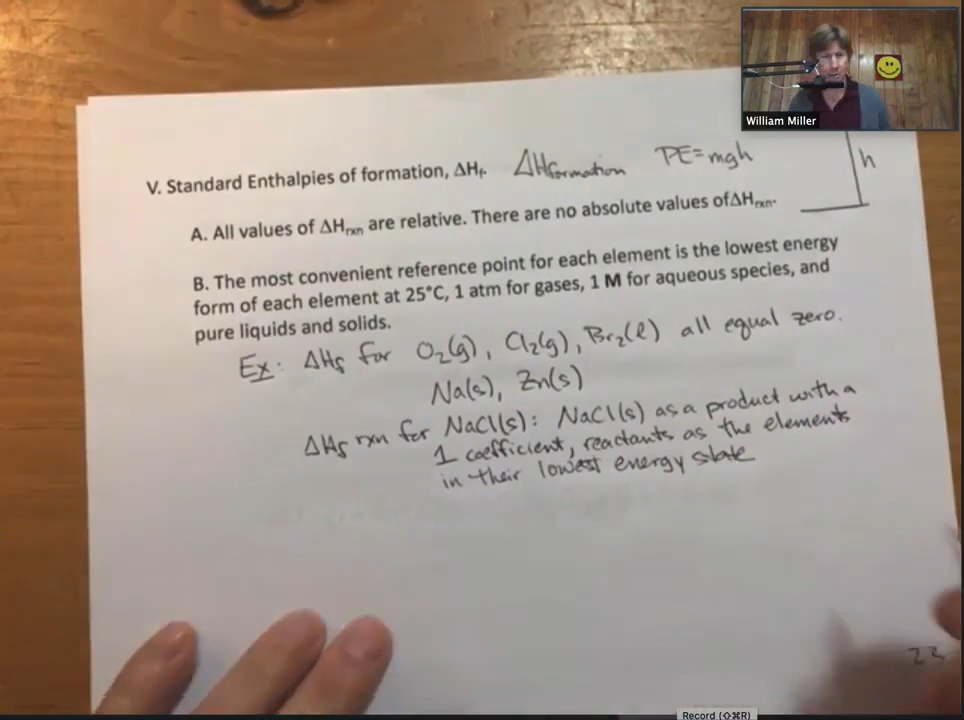 William Miller
V. Standard Enthalpies of formation, ΔHf. ΔHformation PE=mgh
h
A. All values of ΔHrxn are relative. There are no absolute values ofΔHrxn.
B. The most convenient reference point for each element is the lowest energy
form of each element at 25°C, 1 atm for gases, 1 M for aqueous species, and
pure liquids and solids.
Ex: ΔHf for O2(g), Cl2(g), Br2(l) all equal zero.
Na(s), Zn(s)
ΔHf rxn for NaCl(s): NaCl(s) as a product with a
1 coefficient, reactants as the elements
in their lowest energy state
23
Record (⇧⌘R)